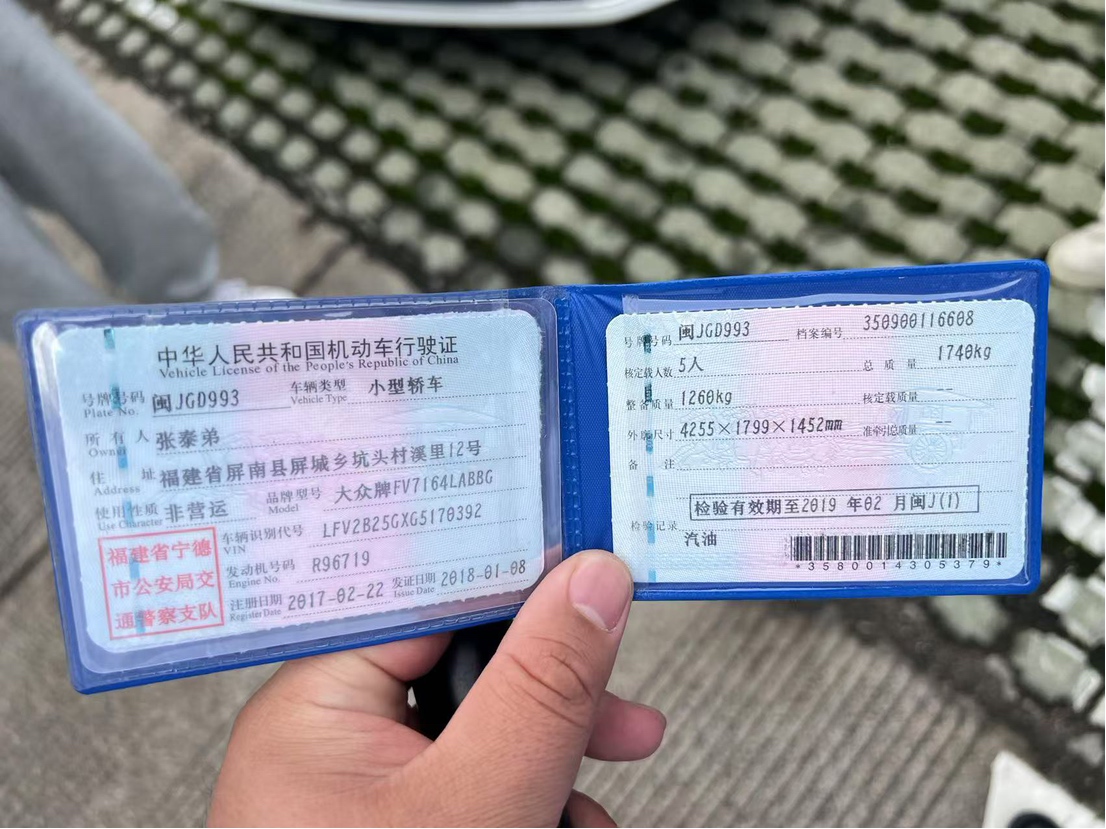 中华人民共和国机动车行驶证
Vehicle License of the People's Republic of China
号牌号码 Plate No. 闽JGD993 车辆类型 Vehicle Type 小型轿车
所有人 Owner 张泰弟
住址 Address 福建省屏南县屏城乡坑头村溪里12号
使用性质 Use Character 非营运 品牌型号 Model 大众牌FV7164LABBG
车辆识别代号 VIN LFV2B25GXG5170392
发动机号码 Engine No. R96719
注册日期 Register Date 2017-02-22 发证日期 Issue Date 2018-01-08
福建省宁德
市公安局交
通警察支队
号牌号码 闽JGD993 档案编号 350900116608
核定载人数 5人 总质量 1740kg
整备质量 1260kg 核定载质量 --
外廓尺寸 4255×1799×1452mm 准牵引总质量 --
备注
检验有效期至2019年02月闽J(1)
检验记录
汽油
*3580014305379*